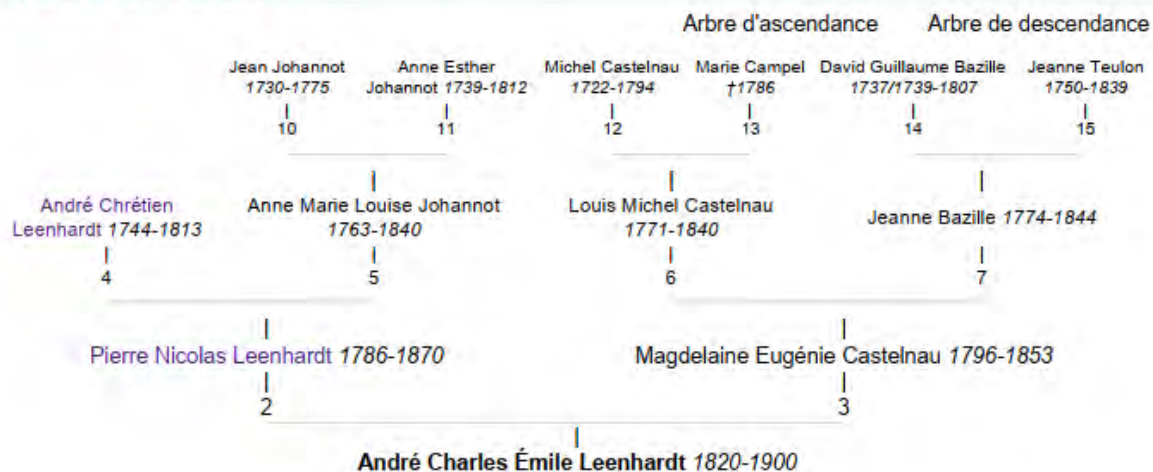 Arbre d'ascendance Arbre de descendance
Jean Johannot Anne Esther Michel Castelnau Marie Campel David Guillaume Bazille Jeanne Teulon
1730-1775 Johannot 1739-1812 1722-1794 †1786 1737/1739-1807 1750-1839
10 11 12 13 14 15
André Chrétien Anne Marie Louise Johannot Louis Michel Castelnau Jeanne Bazille 1774-1844
Leenhardt 1744-1813 1763-1840 1771-1840
4 5 6 7
Pierre Nicolas Leenhardt 1786-1870 Magdelaine Eugénie Castelnau 1796-1853
2 3
André Charles Émile Leenhardt 1820-1900